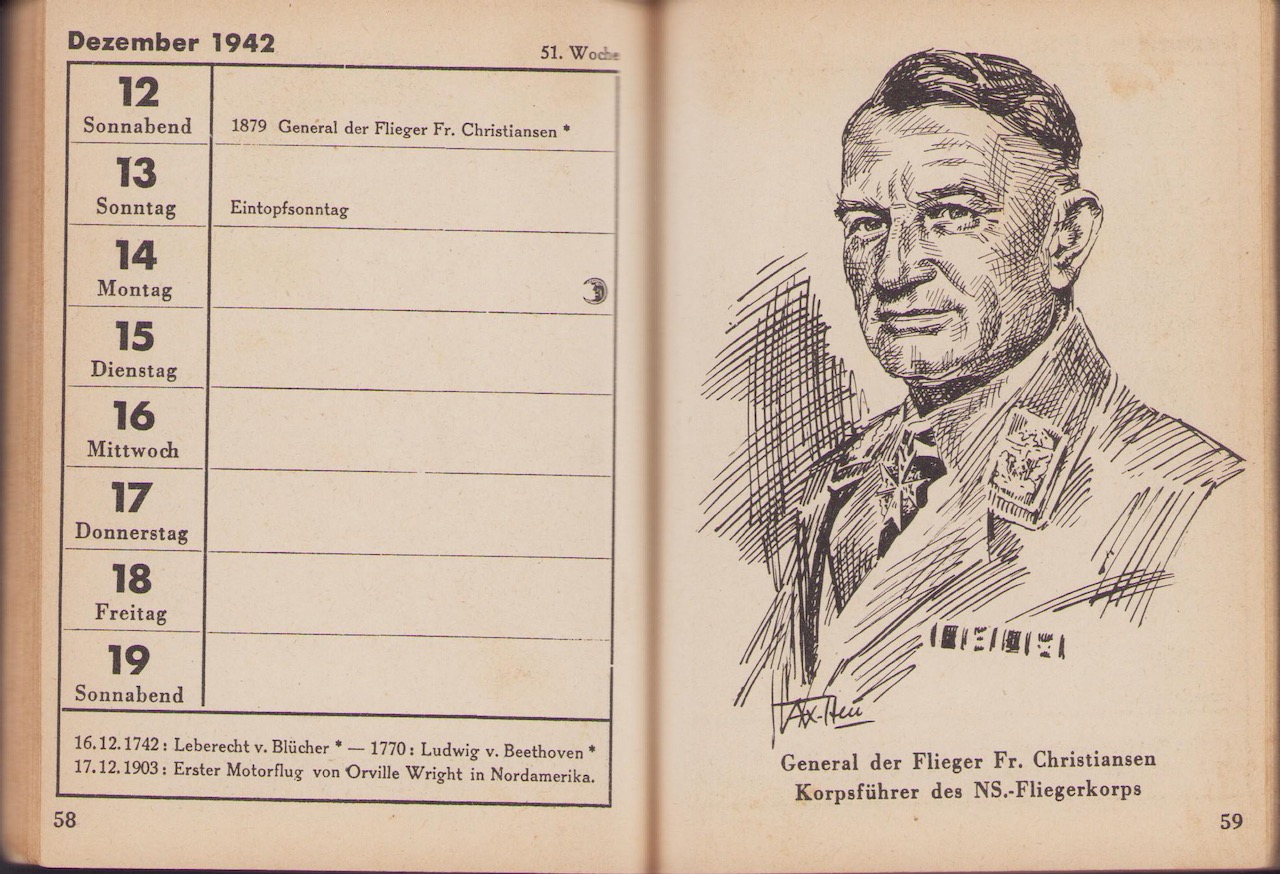 Dezember 1942
51. Woche
12
Sonnabend
1879 General der Flieger Fr. Christiansen *
13
Sonntag
Eintopfsonntag
14
Montag
15
Dienstag
16
Mittwoch
17
Donnerstag
18
Freitag
19
Sonnabend
16.12.1742: Leberecht v. Blücher * — 1770: Ludwig v. Beethoven *
17.12.1903: Erster Motorflug von Orville Wright in Nordamerika.
58
Ax-Heu
General der Flieger Fr. Christiansen
Korpsführer des NS.-Fliegerkorps
59